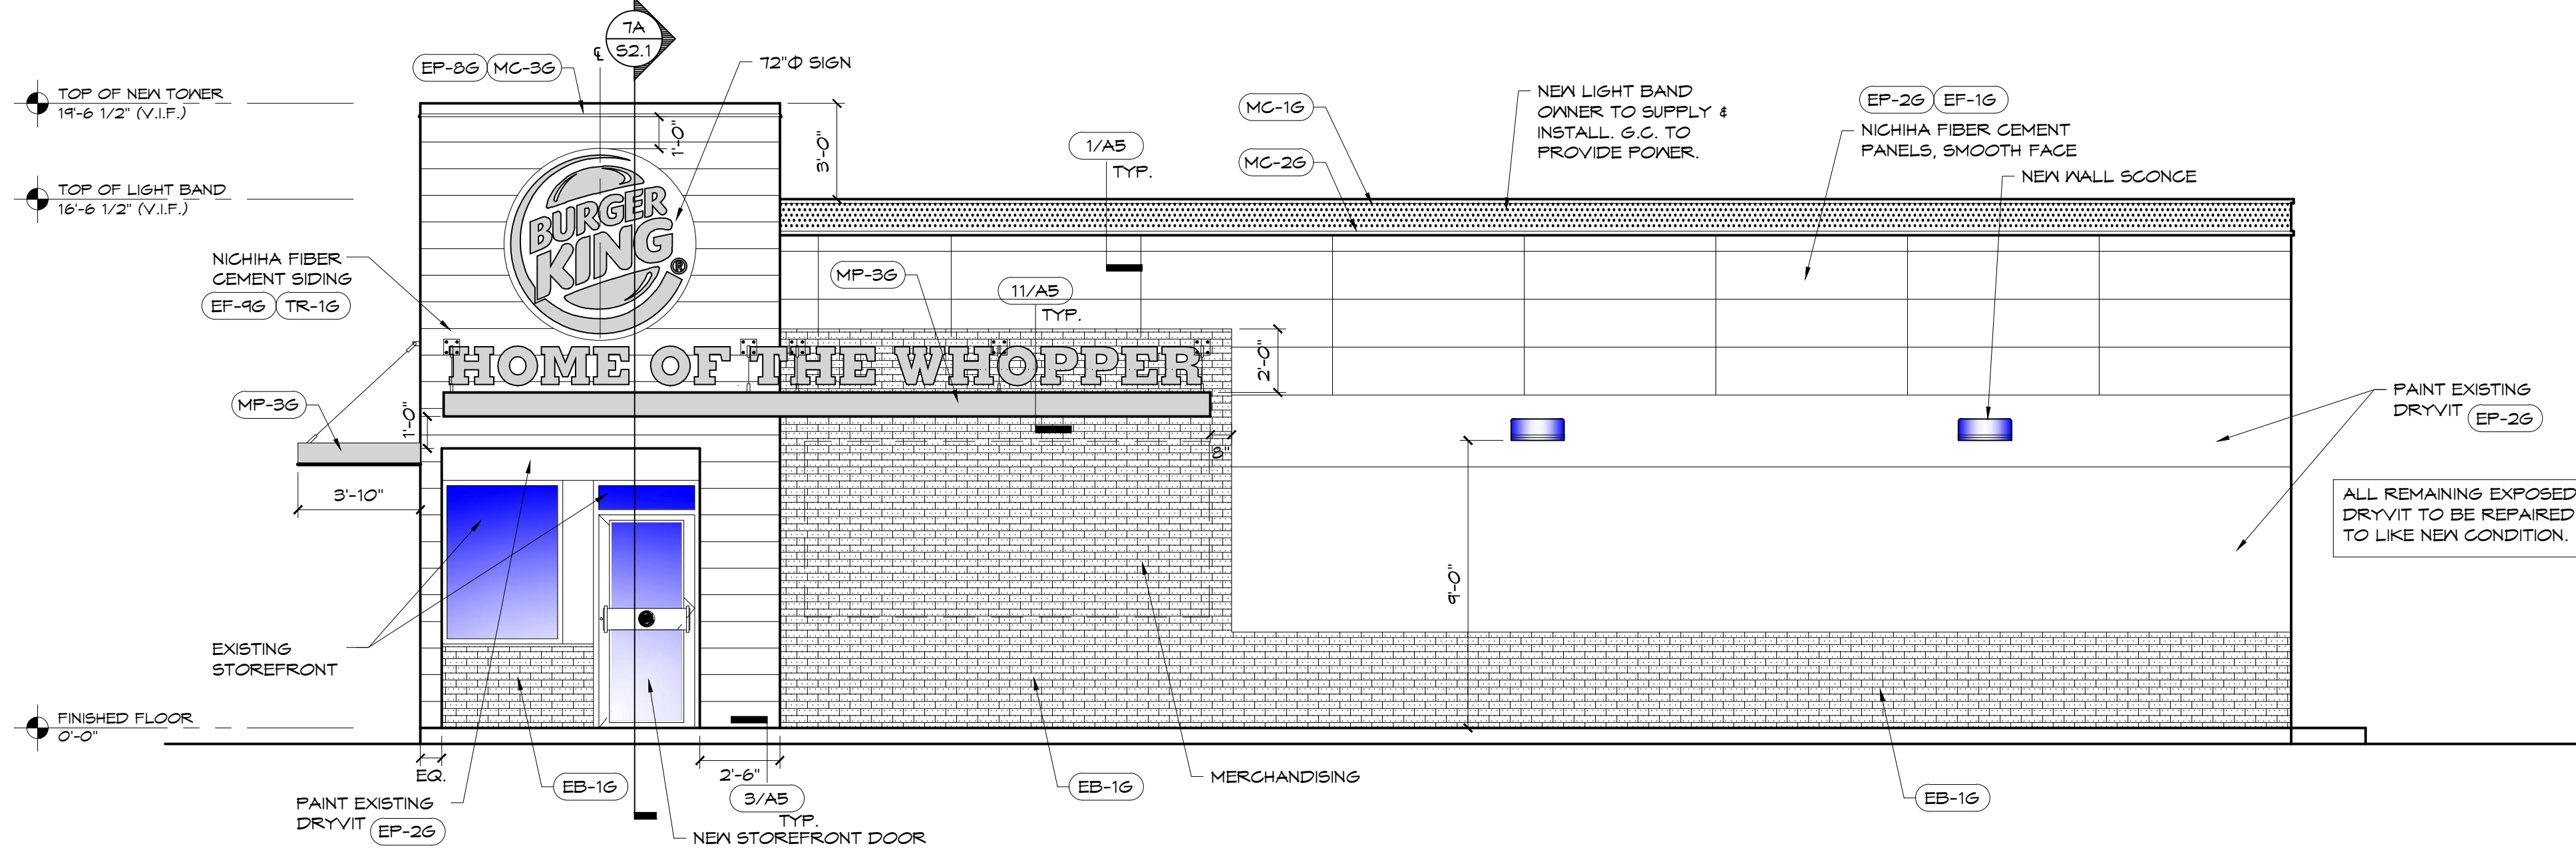 7A
S2.1
℄
EP-8G MC-3G
72"Φ SIGN
TOP OF NEW TOWER
19'-6 1/2" (V.I.F.)
1'-0"
3'-0"
MC-1G
MC-2G
1/A5
TYP.
NEW LIGHT BAND
OWNER TO SUPPLY &
INSTALL. G.C. TO
PROVIDE POWER.
EP-2G EF-1G
NICHIHA FIBER CEMENT
PANELS, SMOOTH FACE
NEW WALL SCONCE
TOP OF LIGHT BAND
16'-6 1/2" (V.I.F.)
BURGER
KING®
NICHIHA FIBER
CEMENT SIDING
EF-9G TR-1G
MP-3G
11/A5
TYP.
HOME OF THE WHOPPER
2'-0"
MP-3G
1'-0"
8"
PAINT EXISTING
DRYVIT EP-2G
3'-10"
9'-0"
ALL REMAINING EXPOSED
DRYVIT TO BE REPAIRED
TO LIKE NEW CONDITION.
EXISTING
STOREFRONT
FINISHED FLOOR
0'-0"
EQ.
2'-6"
EB-1G
3/A5
TYP.
EB-1G
MERCHANDISING
EB-1G
PAINT EXISTING
DRYVIT EP-2G
NEW STOREFRONT DOOR